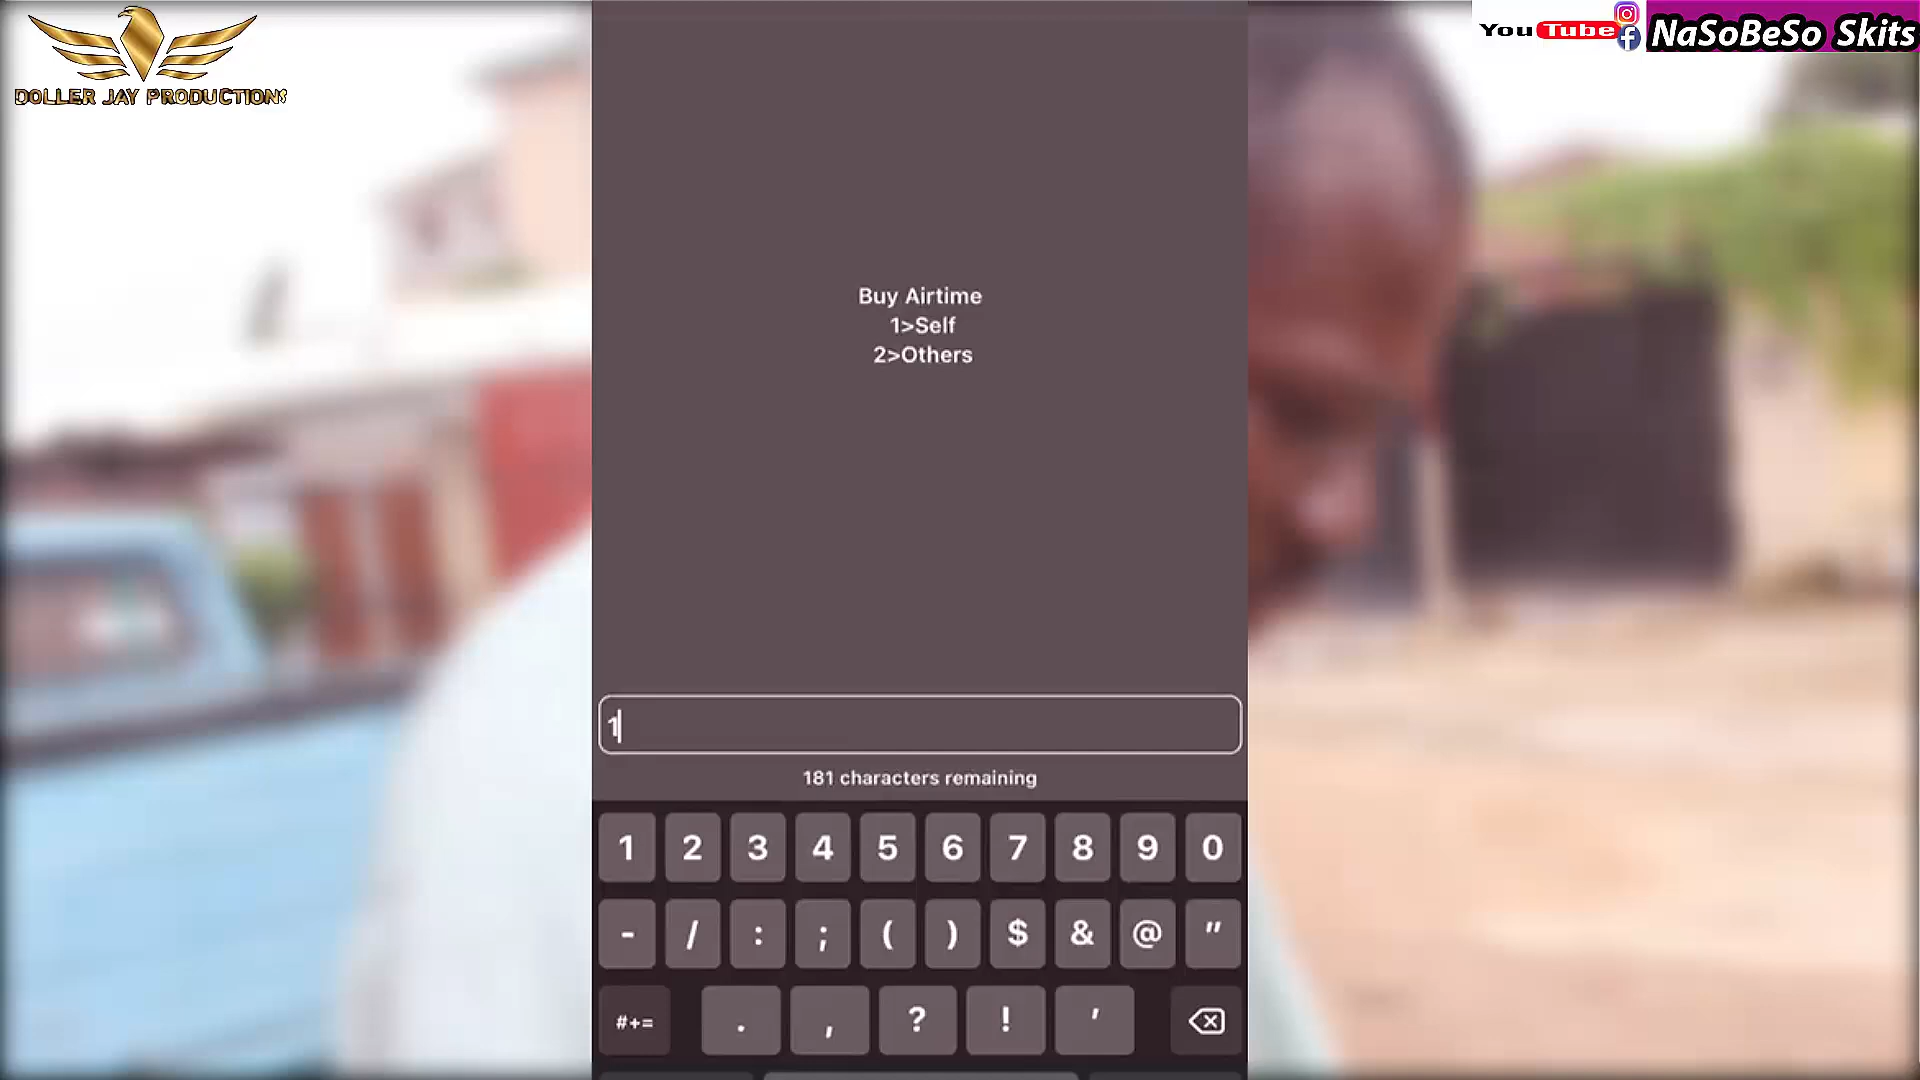 DOLLER JAY PRODUCTIONS
You Tube
NaSoBeSo Skits
Buy Airtime
1>Self
2>Others
1
181 characters remaining
1 2 3 4 5 6 7 8 9 0
- / : ; ( ) $ & @ "
#+= . , ? ! '